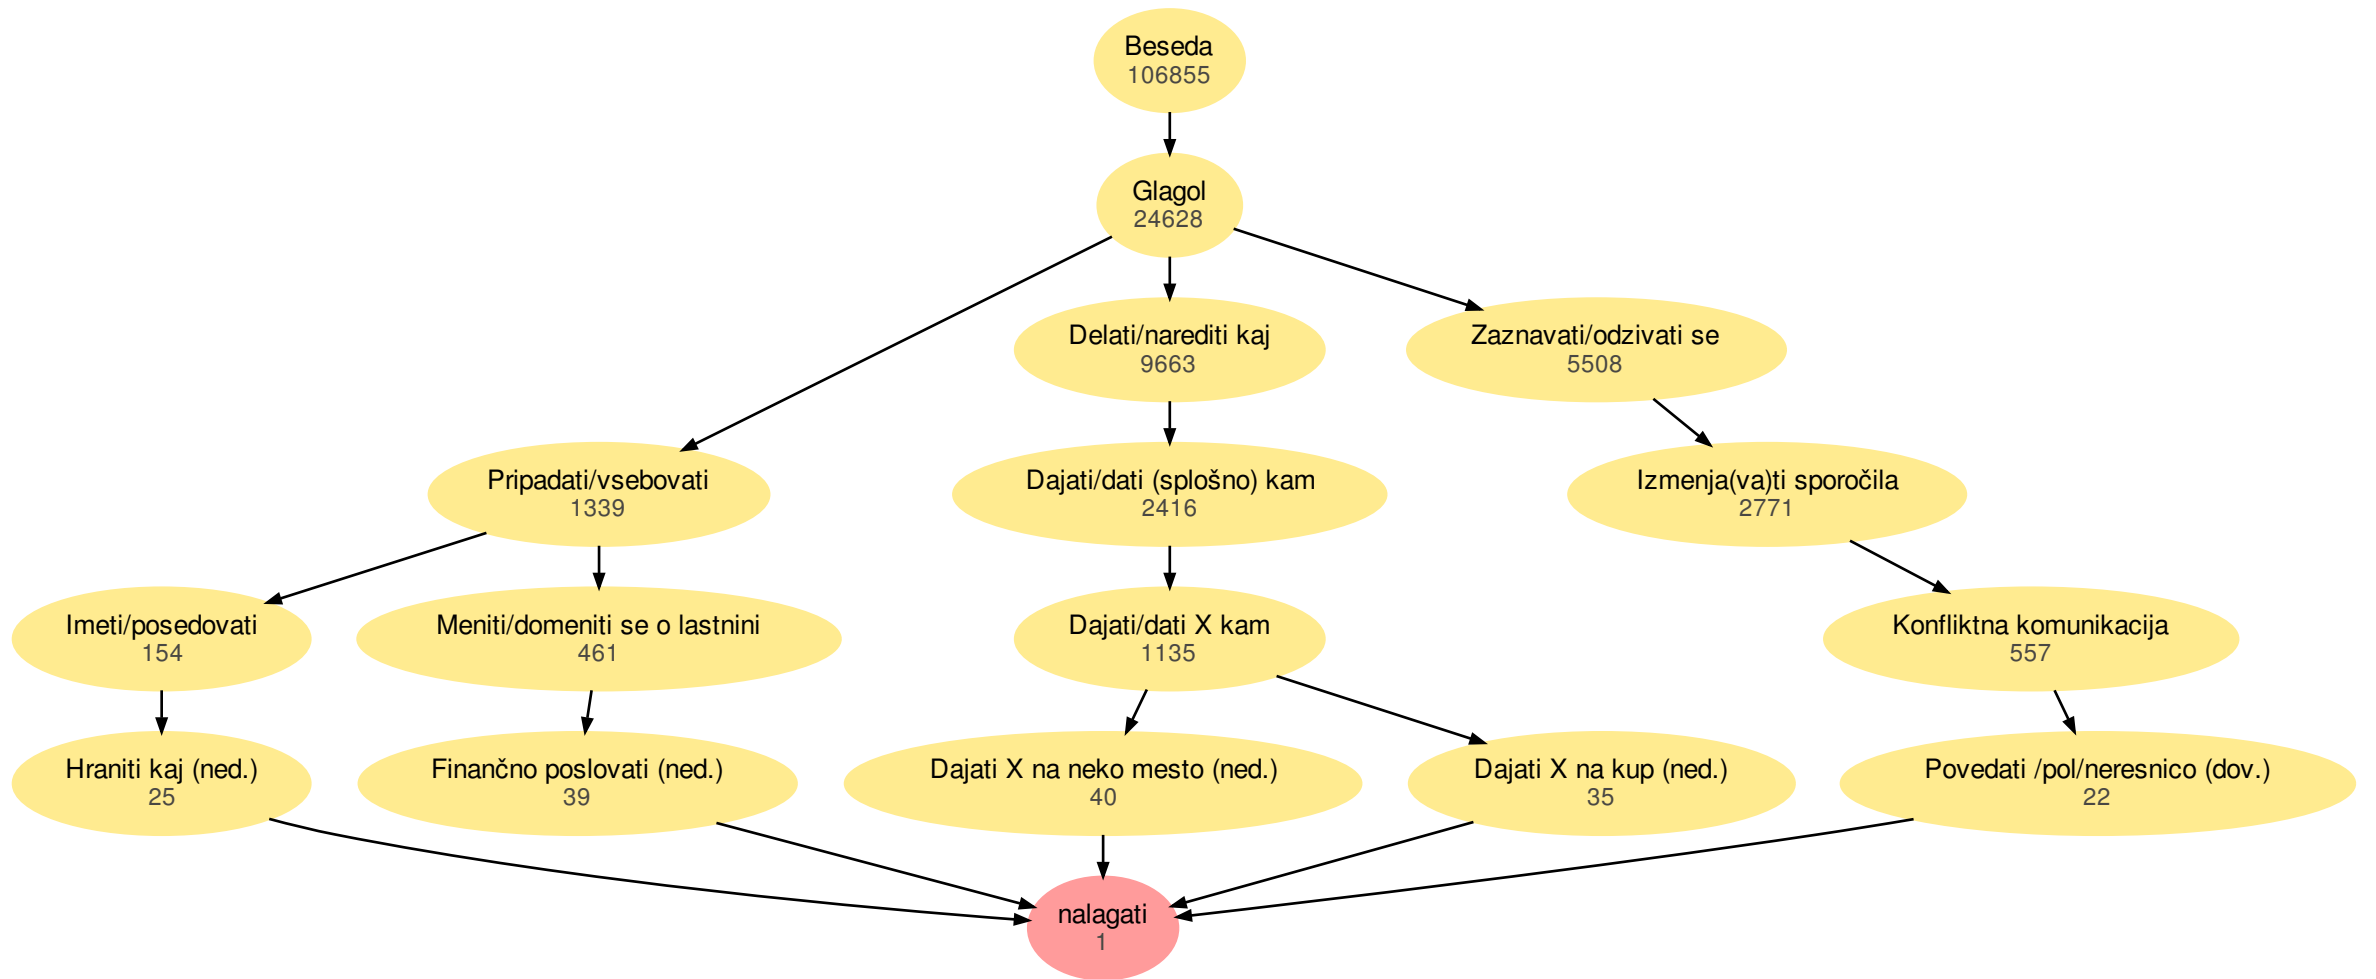 Beseda
106855
Glagol
24628
Delati/narediti kaj
9663
Zaznavati/odzivati se
5508
Pripadati/vsebovati
1339
Dajati/dati (splošno) kam
2416
Izmenja(va)ti sporočila
2771
Imeti/posedovati
154
Meniti/domeniti se o lastnini
461
Dajati/dati X kam
1135
Konfliktna komunikacija
557
Hraniti kaj (ned.)
25
Finančno poslovati (ned.)
39
Dajati X na neko mesto (ned.)
40
Dajati X na kup (ned.)
35
Povedati /pol/neresnico (dov.)
22
nalagati
1